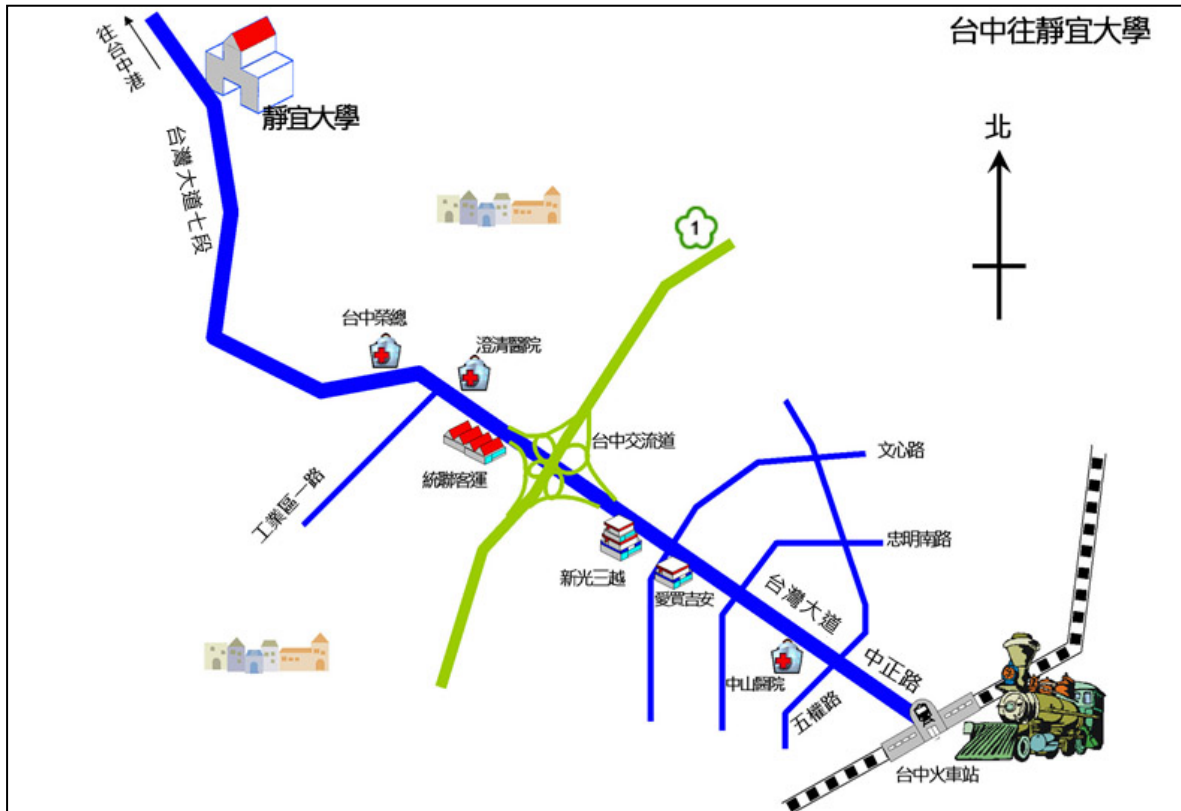 台中往靜宜大學
往台中港
靜宜大學
北
台灣大道七段
1
台中榮總
澄清醫院
台中交流道
文心路
統聯客運
工業區一路
忠明南路
新光三越
愛買吉安
台灣大道
中正路
中山醫院
五權路
台中火車站